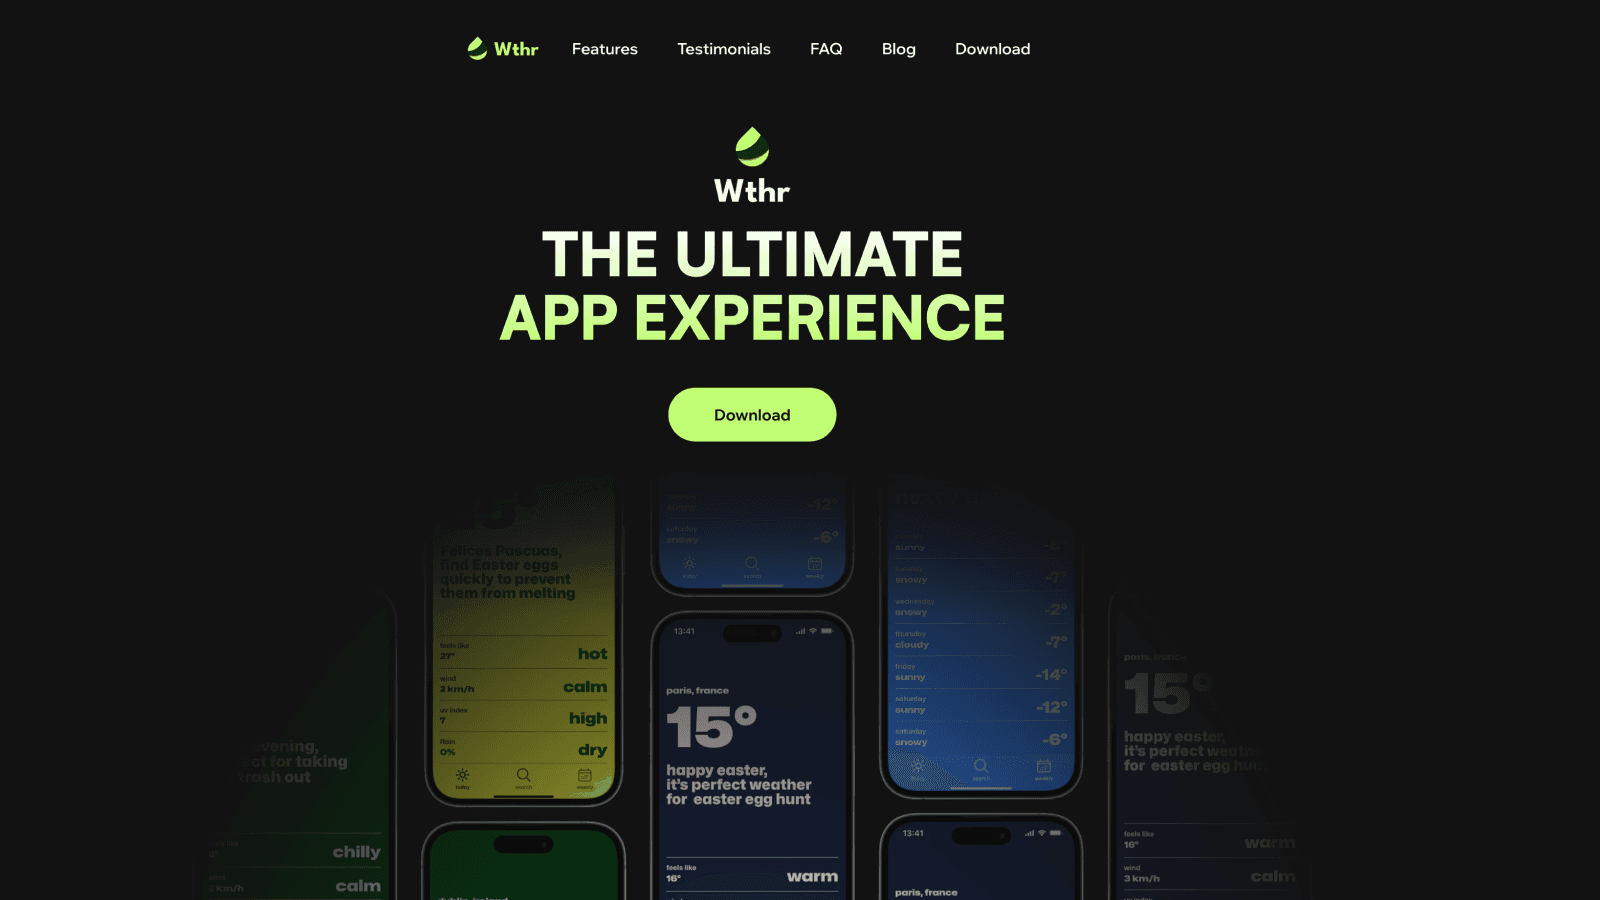 Wthr
Features
Testimonials
FAQ
Blog
Download
Wthr
THE ULTIMATE
APP EXPERIENCE
Download
15°
Felices Pascuas,
find Easter eggs
quickly to prevent
them from melting
feels like
27°
hot
wind
2 km/h
calm
uv index
7
high
Rain
0%
dry
today
search
weekly
-12°
saturday
snowy
-6°
today
search
weekly
13:41
paris, france
15°
happy easter,
it's perfect weather
for easter egg hunt
feels like
16°
warm
sunny
snowy
-7°
wednesday
snowy
-2°
thursday
cloudy
-7°
friday
sunny
-14°
saturday
sunny
-12°
saturday
snowy
-6°
search
weekly
13:41
paris, france
evening,
for taking
trash out
chilly
2 km/h
calm
paris, france
15°
happy easter,
it's perfect
for easter egg
feels like
16°
warm
wind
3 km/h
calm
uv index